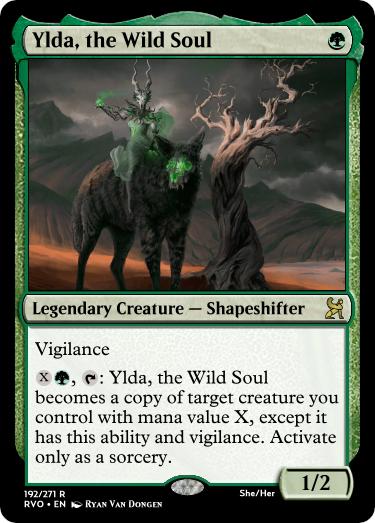 Ylda, the Wild Soul
Legendary Creature — Shapeshifter
Vigilance
X, : Ylda, the Wild Soul
becomes a copy of target creature you
control with mana value X, except it
has this ability and vigilance. Activate
only as a sorcery.
1/2
192/271 R
She/Her
RVO • EN Ryan Van Dongen